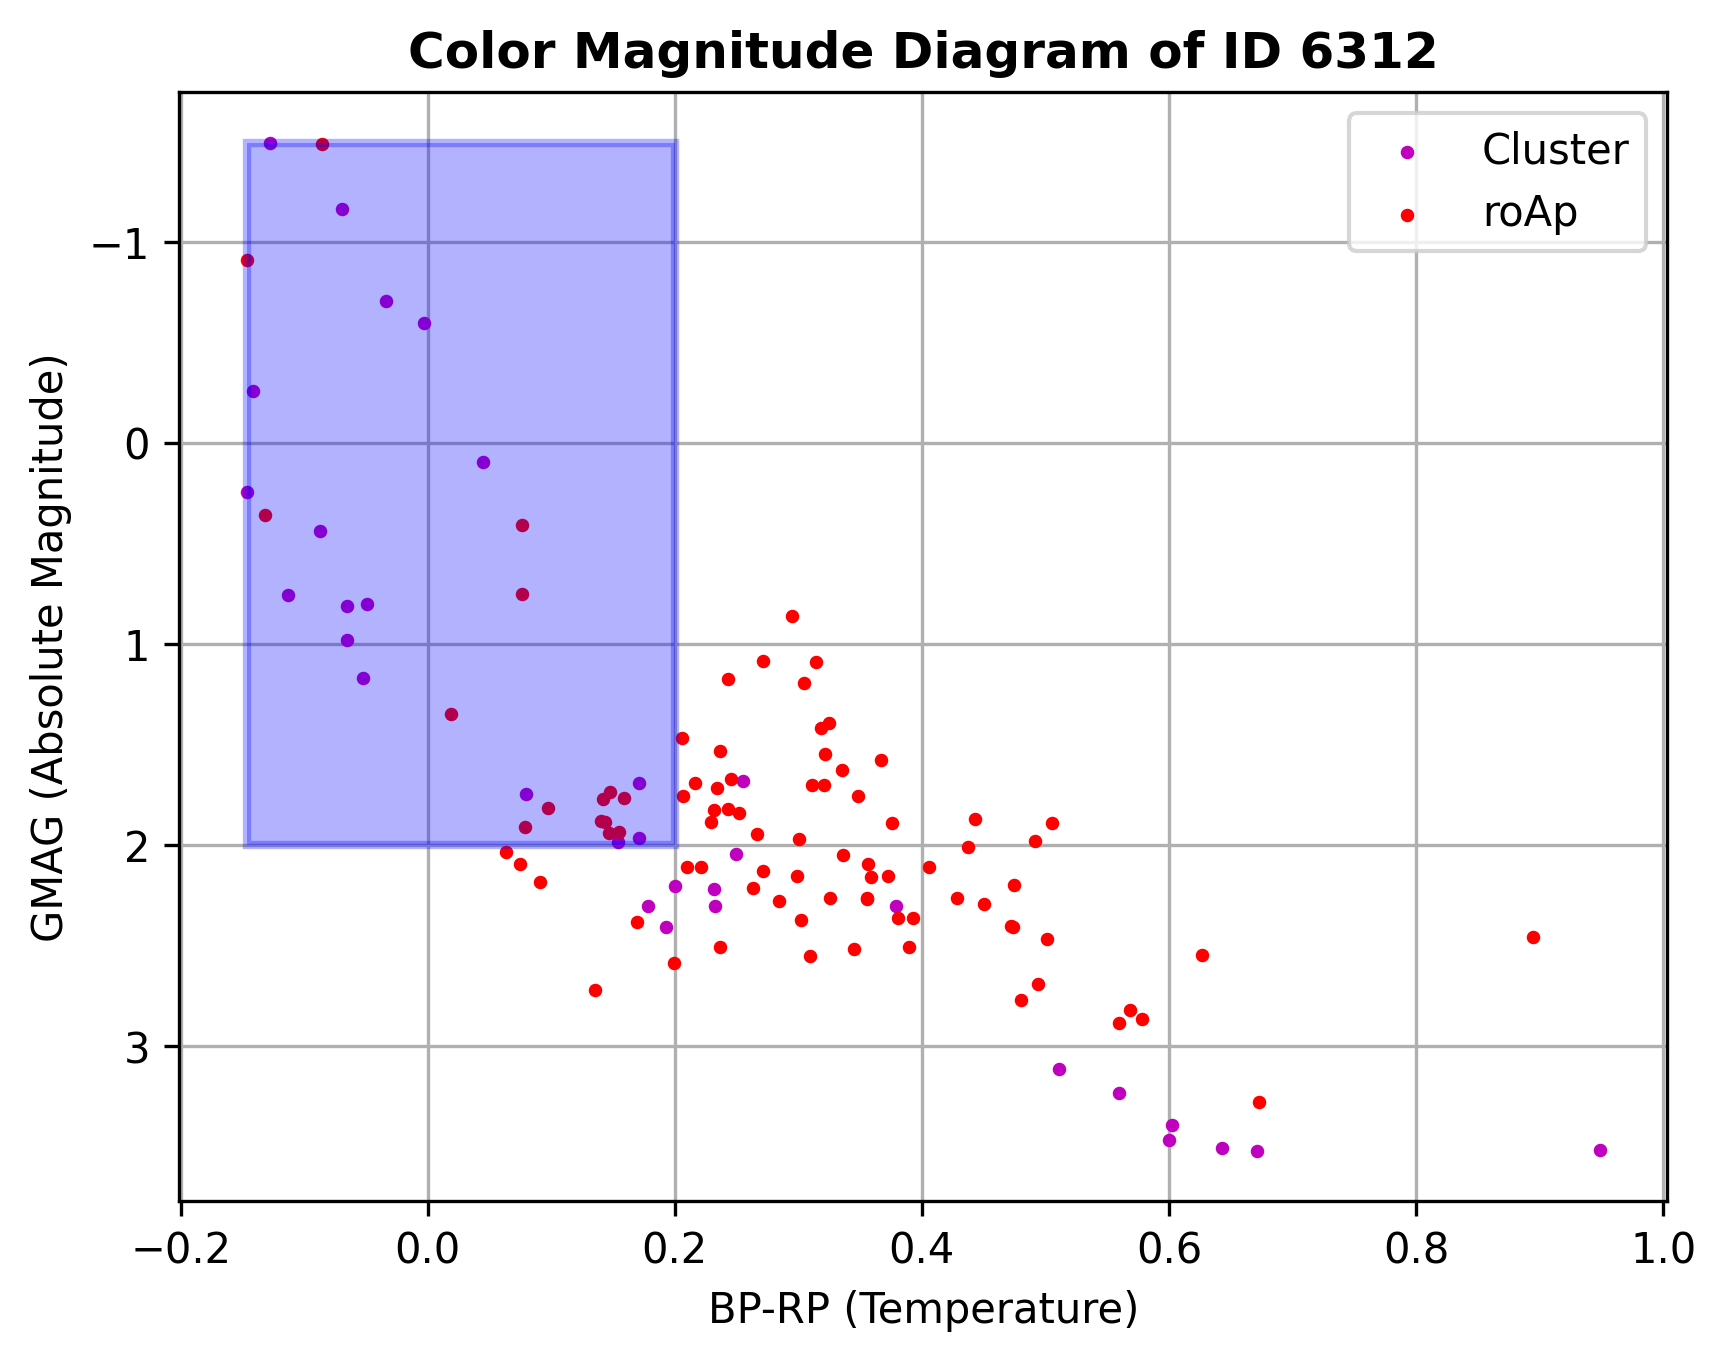 Color Magnitude Diagram of ID 6312
Cluster
roAp
GMAG (Absolute Magnitude)
−1
0
1
2
3
−0.2 0.0 0.2 0.4 0.6 0.8 1.0
BP-RP (Temperature)